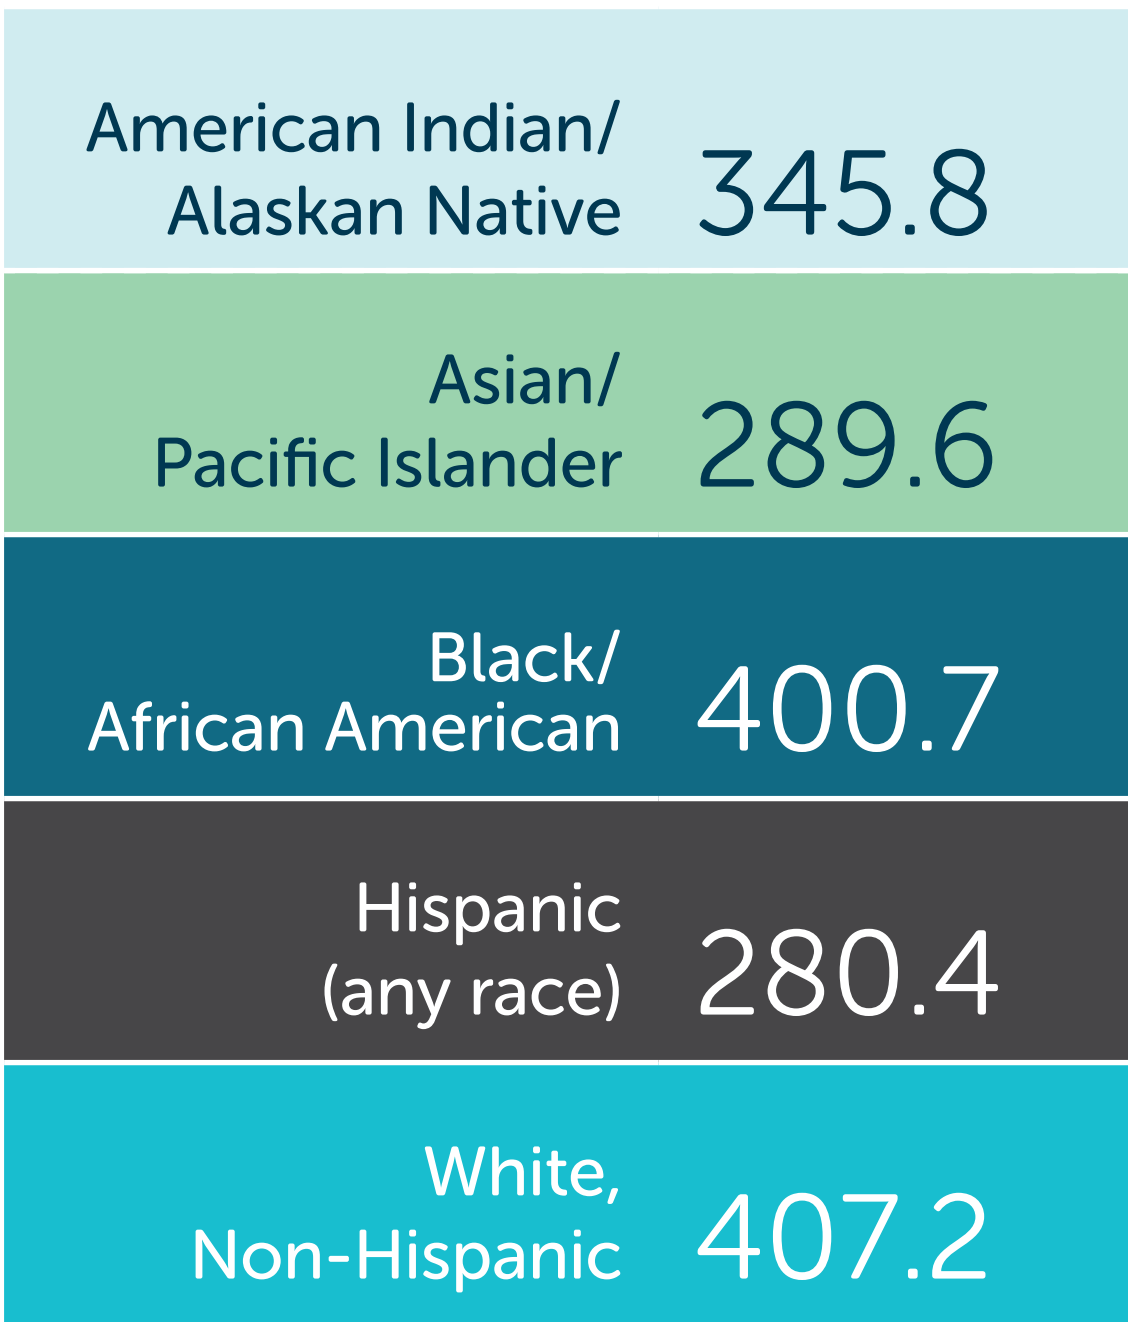 American Indian/
Alaskan Native 345.8
Asian/
Pacific Islander 289.6
Black/
African American 400.7
Hispanic
(any race) 280.4
White,
Non-Hispanic 407.2